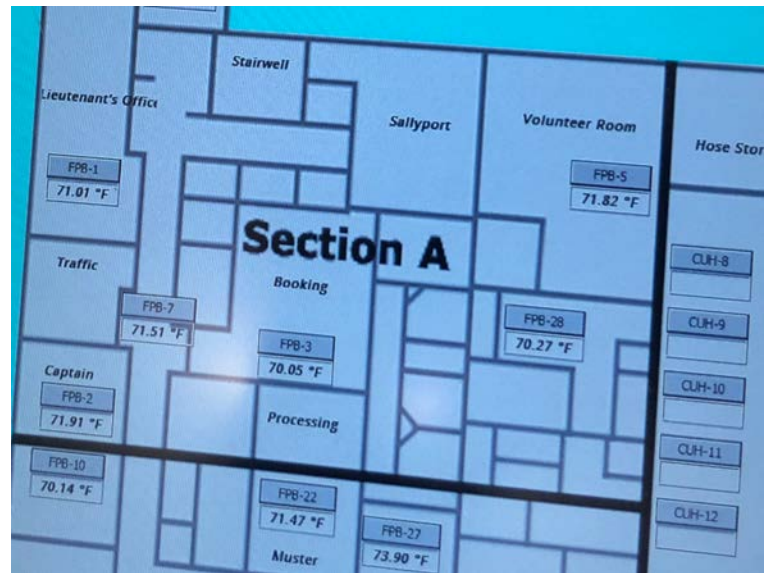 Stairwell
Lieutenant's Office
Sallyport
Volunteer Room
Hose Stor
FPB-1
71.01 °F
FPB-5
71.82 °F
Section A
Traffic
Booking
CUH-8
FPB-7
71.51 °F
FPB-28
70.27 °F
CUH-9
FPB-3
70.05 °F
Captain
FPB-2
71.91 °F
CUH-10
Processing
CUH-11
FPB-10
70.14 °F
FPB-22
71.47 °F
CUH-12
FPB-27
73.90 °F
Muster